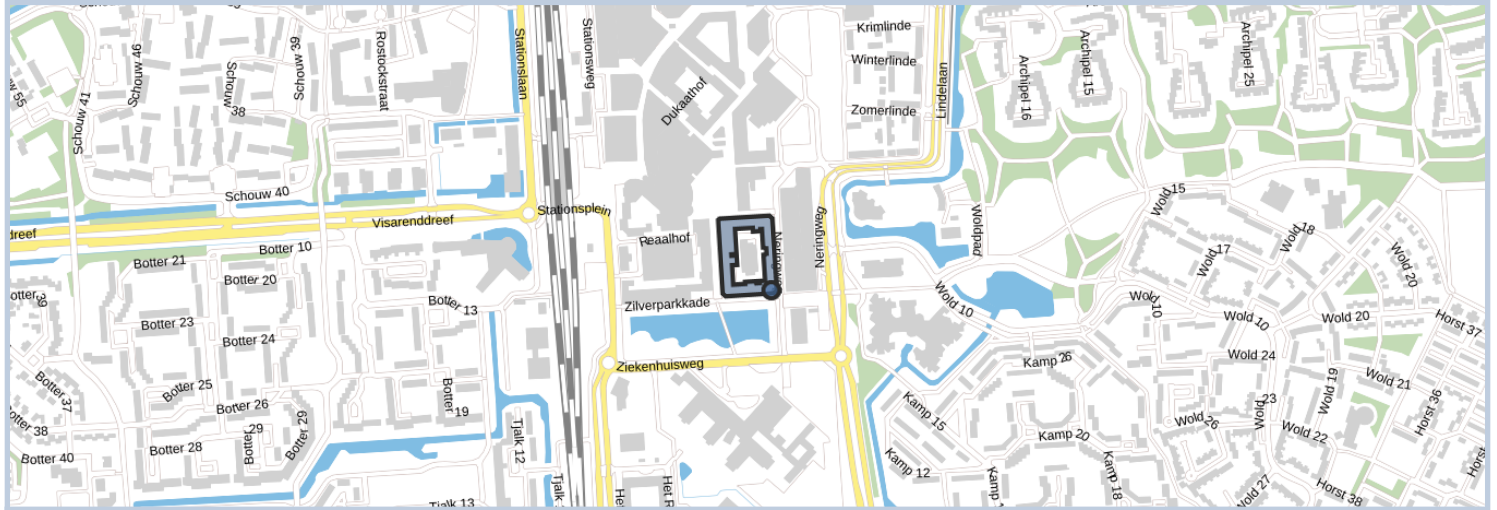 Schouw 46
Schouw 39
Rostockstraat
Stationslaan
Stationsweg
Dukaathof
Krimlinde
Winterlinde
Zomerlinde
Lindelaan
Archipel 16
Archipel 15
Archipel 25
Schouw 41
Schouw
38
Schouw 40
Stationsplein
Visarenddreef
dreef
Botter 10
Botter 21
Botter 20
Botter 13
Botter 23
Botter 24
Botter 25
Botter 26
Botter 37
Botter 28
Botter
29
Botter 29
Botter
19
Botter 40
Reaalhof
Zilverparkkade
Ziekenhuisweg
Neringweg
Woldpad
Wold 15
Wold 17
Wold 18
Wold 20
Wold 10
Wold 10
Wold 10
Wold 20
Horst 37
Wold 24
Wold 21
Wold 19
Wold
23
Wold 26
Wold 22
Horst 36
Wold 27
Horst 38
Horst
Kamp 26
Kamp 15
Kamp 20
Kamp 12
Kamp 18
Kamp
Tjalk 12
Tjalk 13
Tjalk